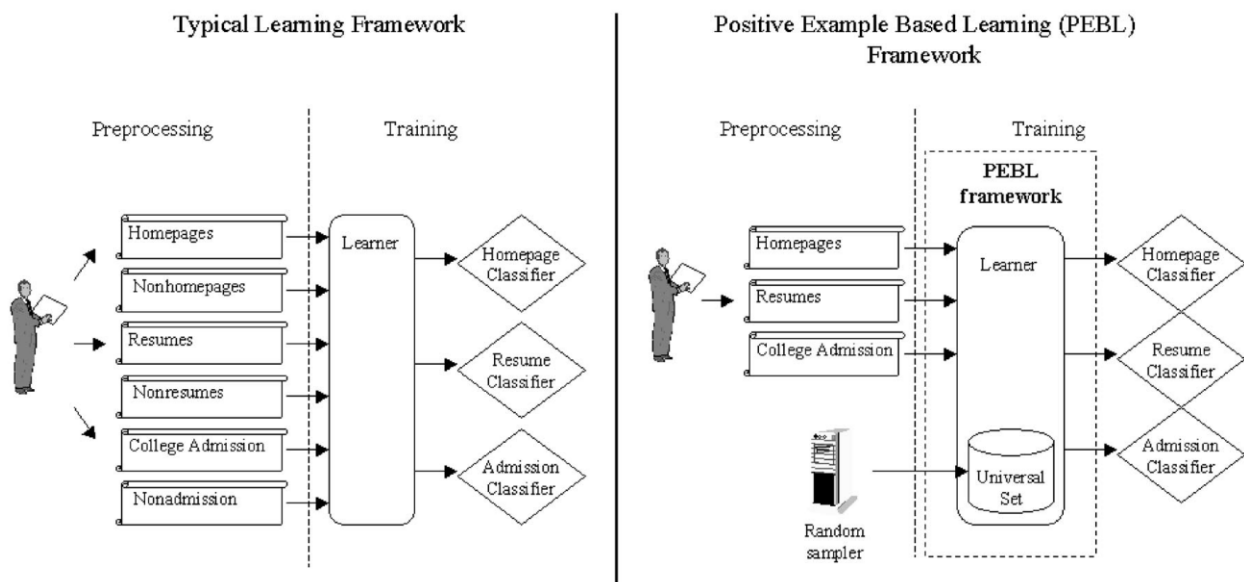 Typical Learning Framework
Preprocessing
Training
Homepages
Nonhomepages
Resumes
Nonresumes
College Admission
Nonadmission
Learner
Homepage
Classifier
Resume
Classifier
Admission
Classifier
Positive Example Based Learning (PEBL)
Framework
Preprocessing
Training
PEBL
framework
Homepages
Resumes
College Admission
Random
sampler
Learner
Universal
Set
Homepage
Classifier
Resume
Classifier
Admission
Classifier